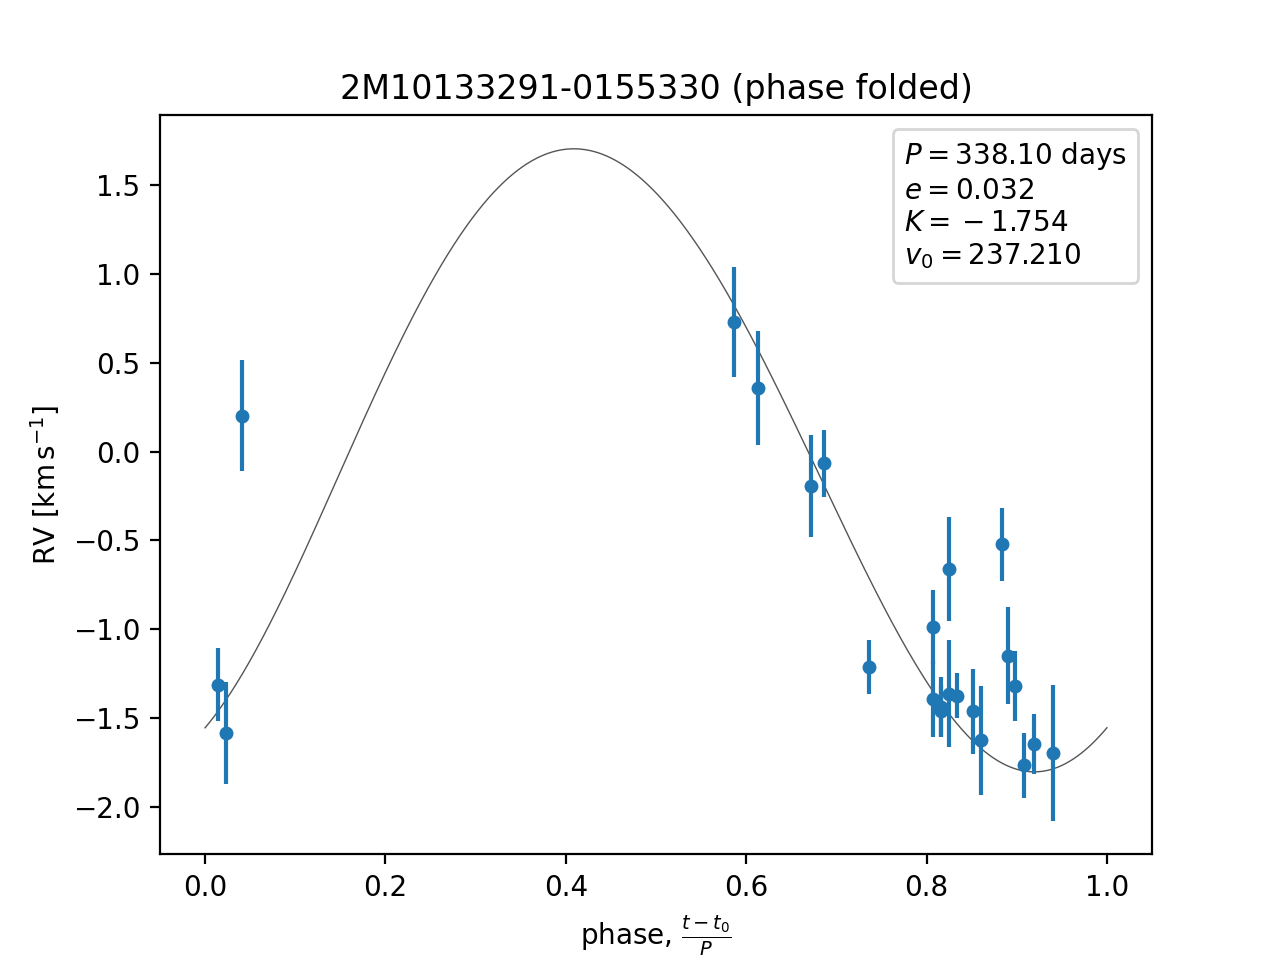 2M10133291-0155330 (phase folded)
P = 338.10 days
e = 0.032
K = −1.754
v₀ = 237.210
RV [km s⁻¹]
1.5
1.0
0.5
0.0
−0.5
−1.0
−1.5
−2.0
0.0 0.2 0.4 0.6 0.8 1.0
phase, (t − t₀)/P